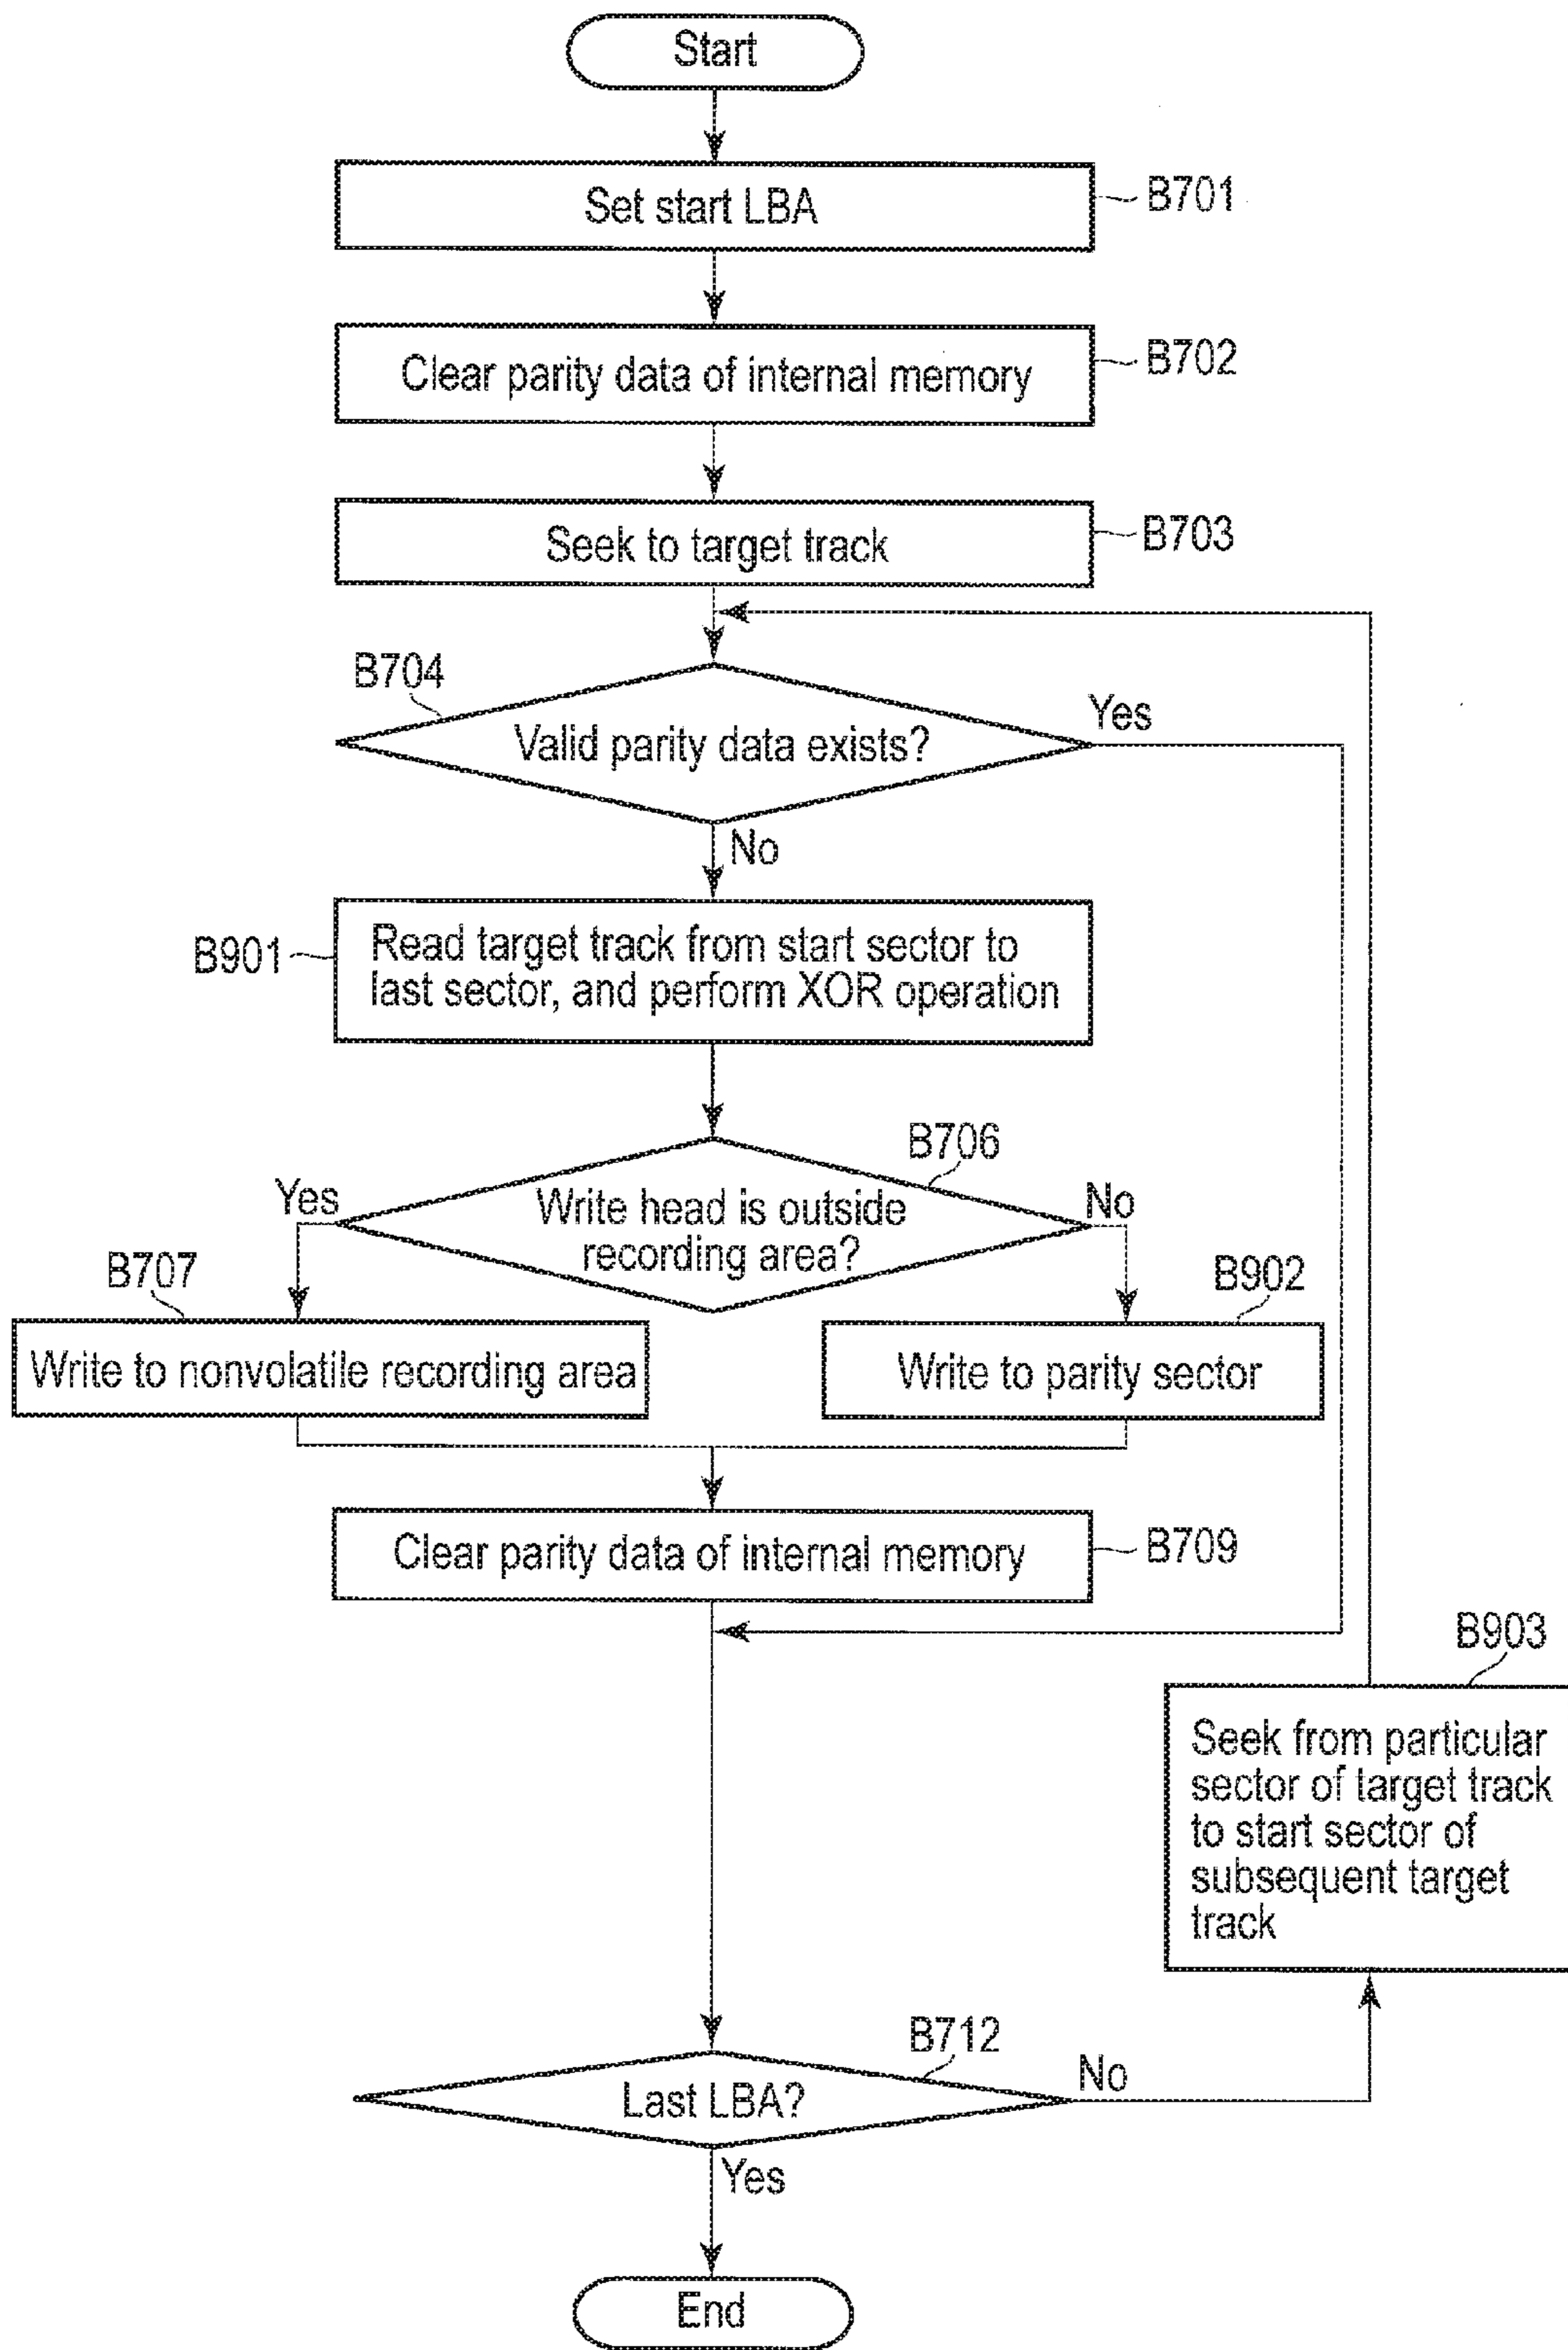 Start
Set start LBA
B701
Clear parity data of internal memory
B702
Seek to target track
B703
B704
Valid parity data exists?
Yes
No
B901
Read target track from start sector to
last sector, and perform XOR operation
B706
Yes
Write head is outside
recording area?
No
B707
Write to nonvolatile recording area
B902
Write to parity sector
Clear parity data of internal memory
B709
B903
Seek from particular
sector of target track
to start sector of
subsequent target
track
B712
Last LBA?
No
Yes
End